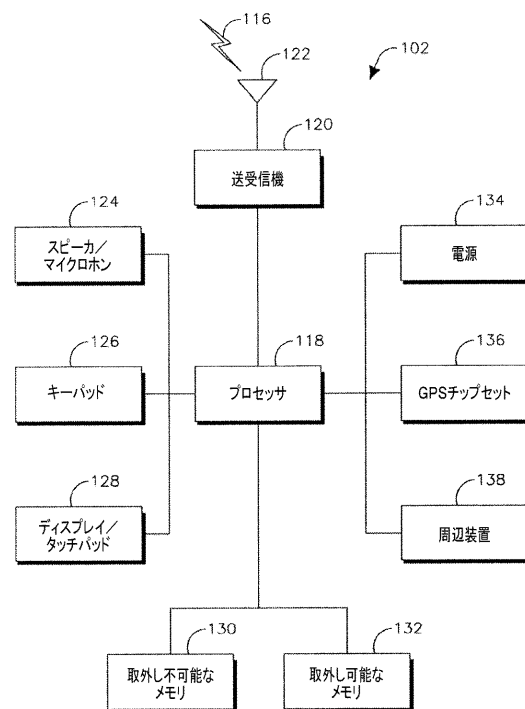 116
122
102
120
送受信機
124
スピーカ／
マイクロホン
134
電源
126
キーパッド
118
プロセッサ
136
GPSチップセット
128
ディスプレイ／
タッチパッド
138
周辺装置
130
取外し不可能な
メモリ
132
取外し可能な
メモリ